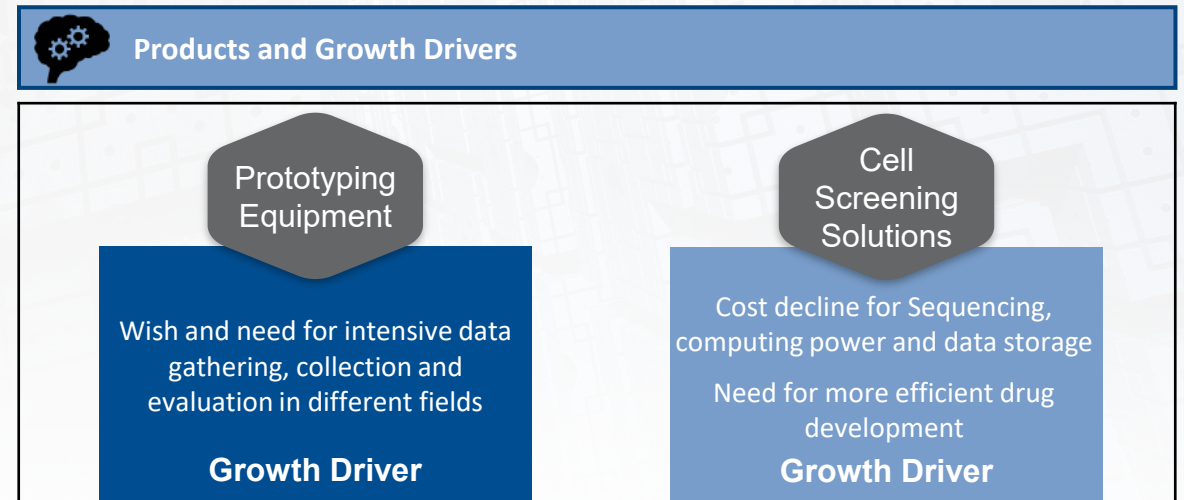 Products and Growth Drivers
Prototyping
Equipment
Wish and need for intensive data
gathering, collection and
evaluation in different fields
Growth Driver
Cell
Screening
Solutions
Cost decline for Sequencing,
computing power and data storage
Need for more efficient drug
development
Growth Driver